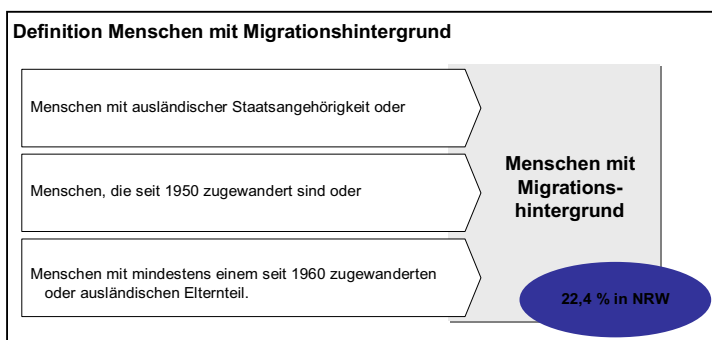 Definition Menschen mit Migrationshintergrund
Menschen mit ausländischer Staatsangehörigkeit oder
Menschen, die seit 1950 zugewandert sind oder
Menschen mit mindestens einem seit 1960 zugewanderten
oder ausländischen Elternteil.
Menschen mit
Migrations-
hintergrund
22,4 % in NRW